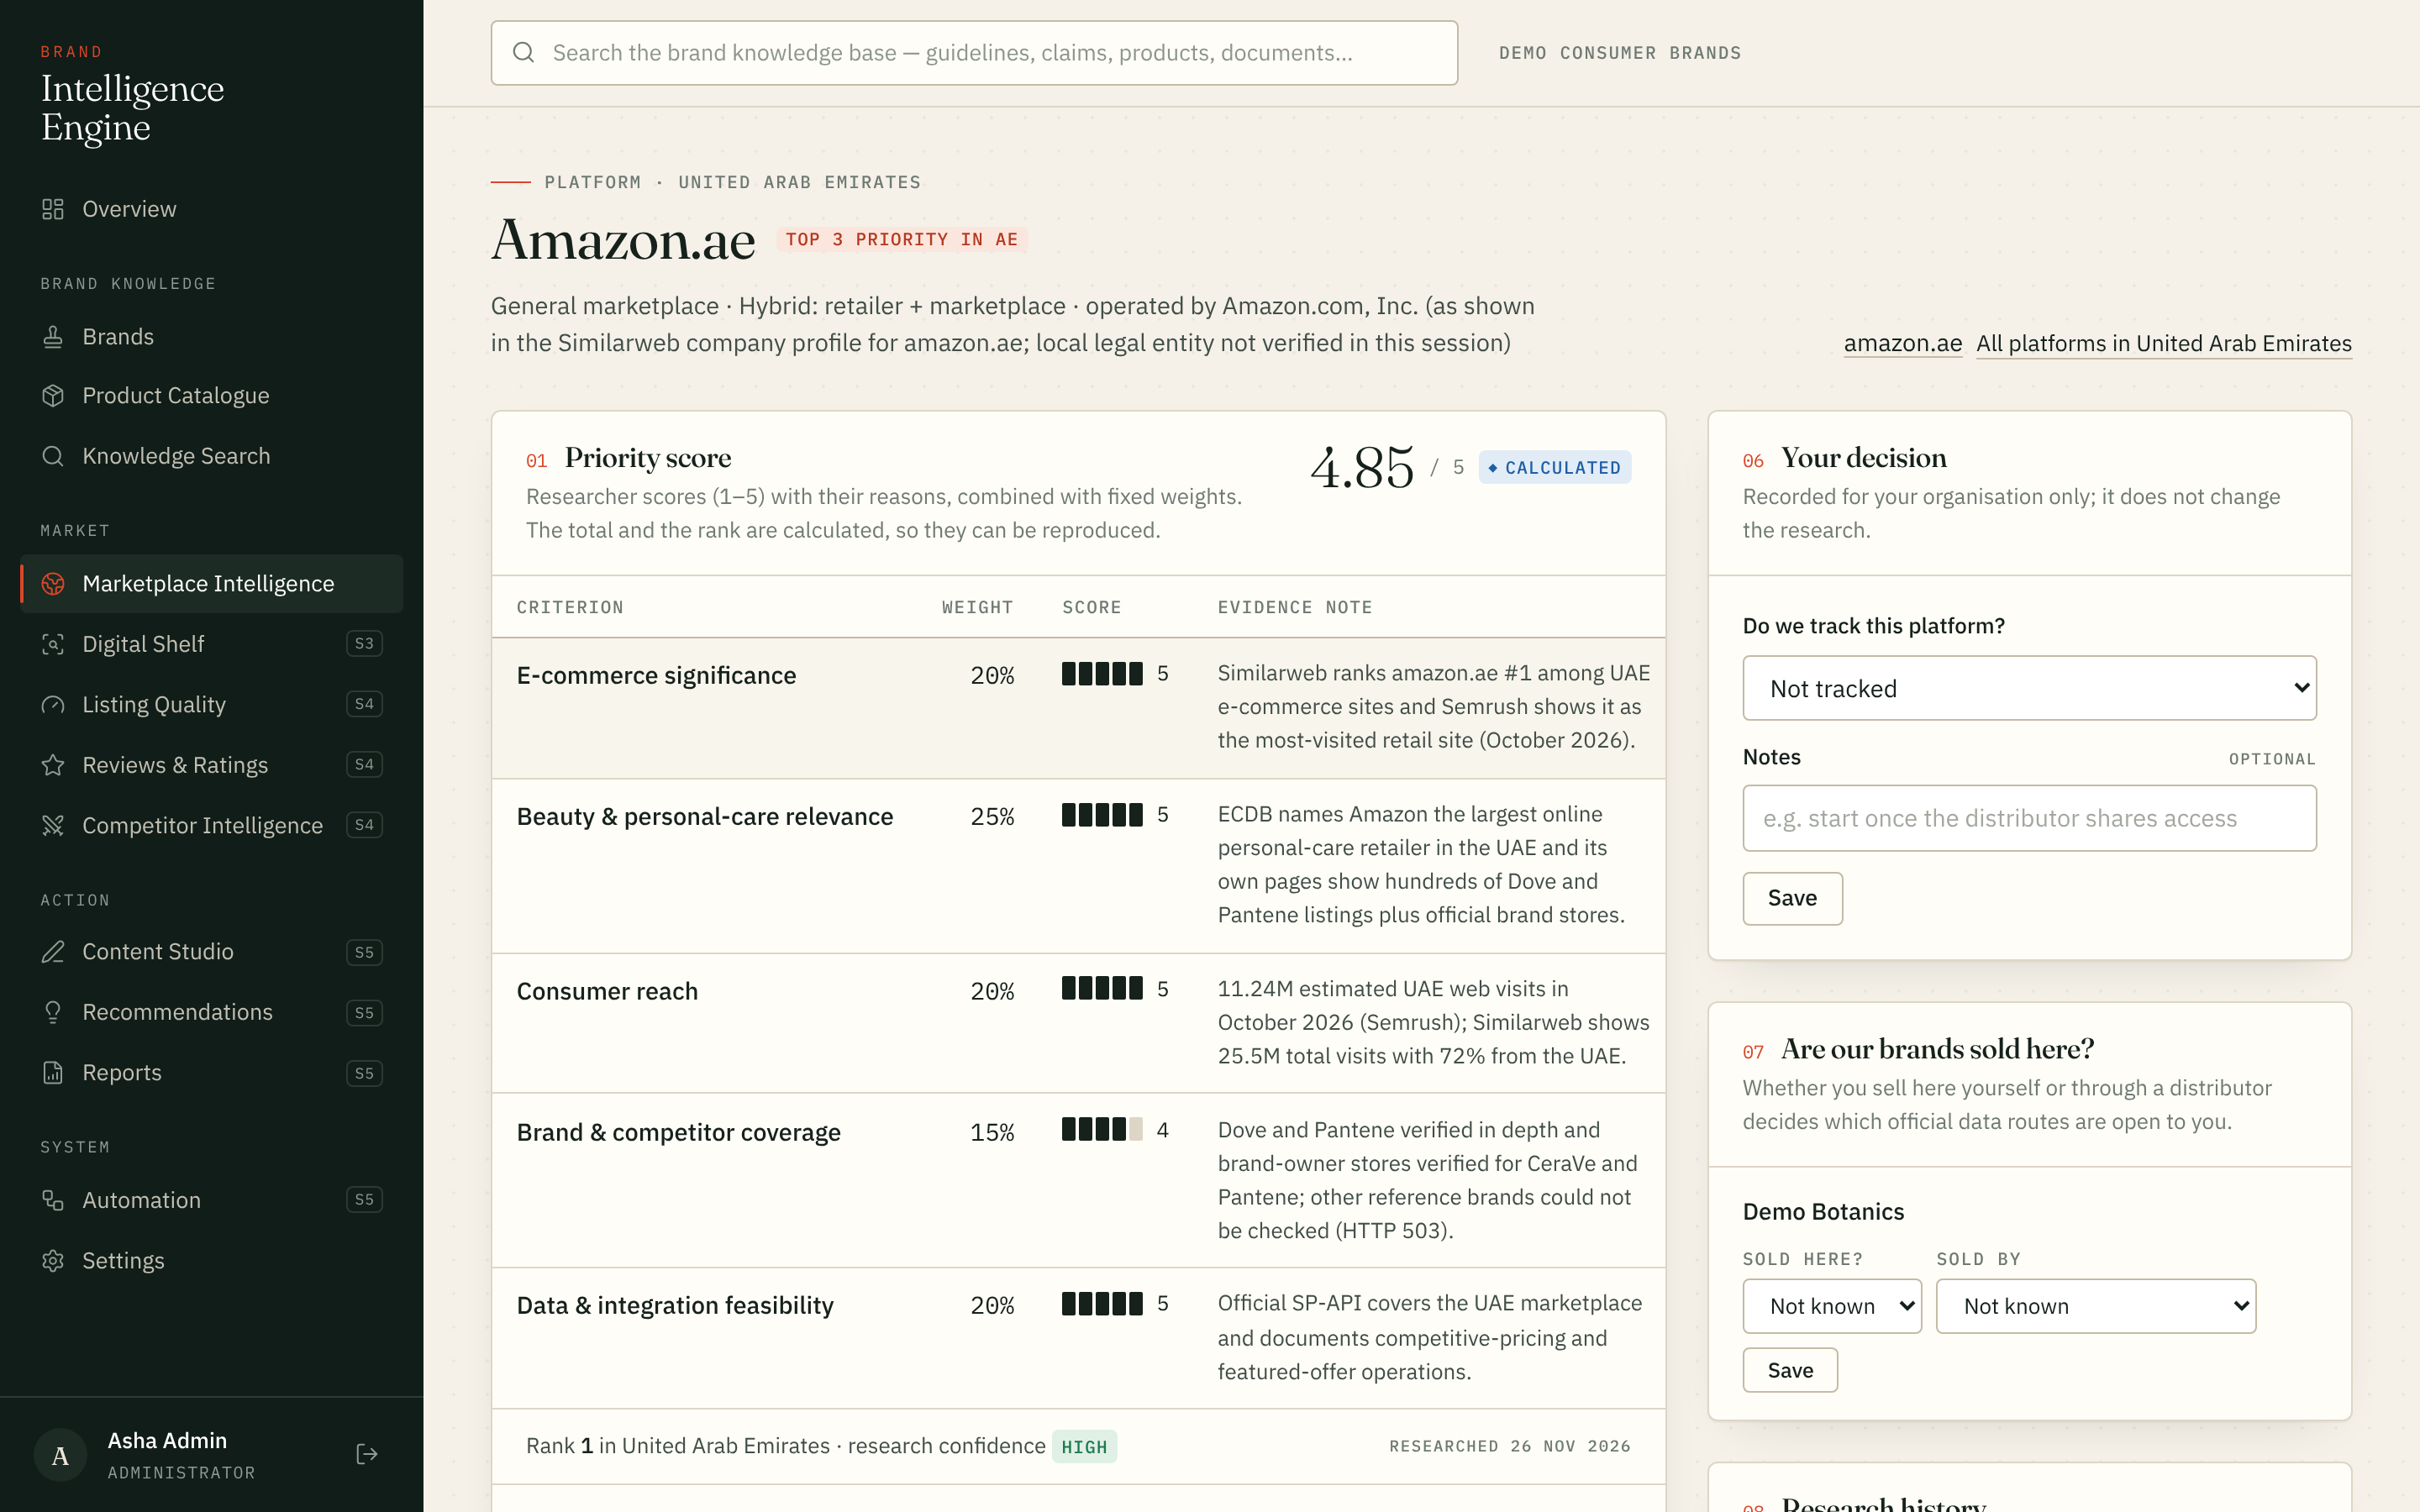 BRAND
Intelligence
Engine
Overview
BRAND KNOWLEDGE
Brands
Product Catalogue
Knowledge Search
MARKET
Marketplace Intelligence
Digital Shelf S3
Listing Quality S4
Reviews & Ratings S4
Competitor Intelligence S4
ACTION
Content Studio S5
Recommendations S5
Reports S5
SYSTEM
Automation S5
Settings
A
Asha Admin
ADMINISTRATOR
Search the brand knowledge base — guidelines, claims, products, documents...
DEMO CONSUMER BRANDS
PLATFORM · UNITED ARAB EMIRATES
Amazon.ae TOP 3 PRIORITY IN AE
General marketplace · Hybrid: retailer + marketplace · operated by Amazon.com, Inc. (as shown
in the Similarweb company profile for amazon.ae; local legal entity not verified in this session)
amazon.ae All platforms in United Arab Emirates
01 Priority score
Researcher scores (1–5) with their reasons, combined with fixed weights.
The total and the rank are calculated, so they can be reproduced.
4.85 / 5 CALCULATED
CRITERION WEIGHT SCORE EVIDENCE NOTE
E-commerce significance 20% 5 Similarweb ranks amazon.ae #1 among UAE
e-commerce sites and Semrush shows it as
the most-visited retail site (October 2026).
Beauty & personal-care relevance 25% 5 ECDB names Amazon the largest online
personal-care retailer in the UAE and its
own pages show hundreds of Dove and
Pantene listings plus official brand stores.
Consumer reach 20% 5 11.24M estimated UAE web visits in
October 2026 (Semrush); Similarweb shows
25.5M total visits with 72% from the UAE.
Brand & competitor coverage 15% 4 Dove and Pantene verified in depth and
brand-owner stores verified for CeraVe and
Pantene; other reference brands could not
be checked (HTTP 503).
Data & integration feasibility 20% 5 Official SP-API covers the UAE marketplace
and documents competitive-pricing and
featured-offer operations.
Rank 1 in United Arab Emirates · research confidence HIGH RESEARCHED 26 NOV 2026
06 Your decision
Recorded for your organisation only; it does not change
the research.
Do we track this platform?
Not tracked
Notes OPTIONAL
e.g. start once the distributor shares access
Save
07 Are our brands sold here?
Whether you sell here yourself or through a distributor
decides which official data routes are open to you.
Demo Botanics
SOLD HERE? SOLD BY
Not known Not known
Save
08 Research history